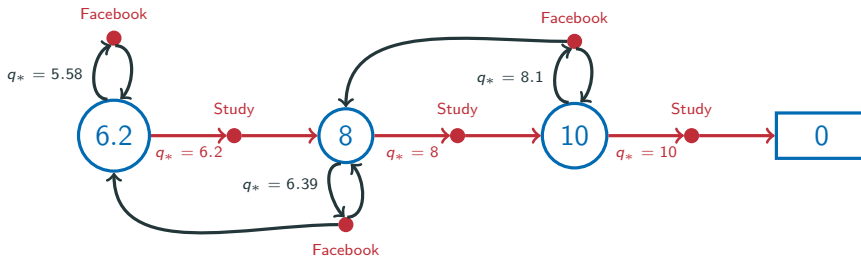 Facebook
Facebook
q* = 5.58
q* = 8.1
Study
Study
Study
6.2
8
10
0
q* = 6.2
q* = 8
q* = 10
q* = 6.39
Facebook